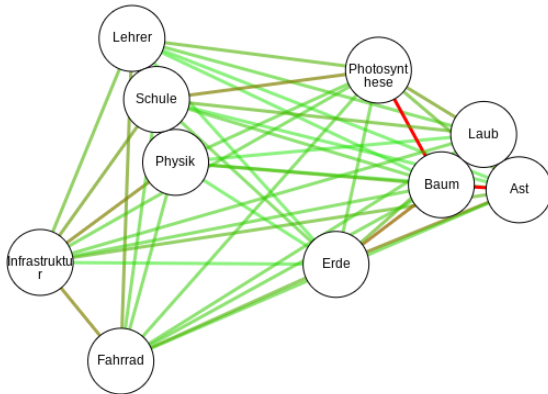 Lehrer
Photosynt
hese
Schule
Laub
Physik
Baum
Ast
Infrastruktu
r
Erde
Fahrrad